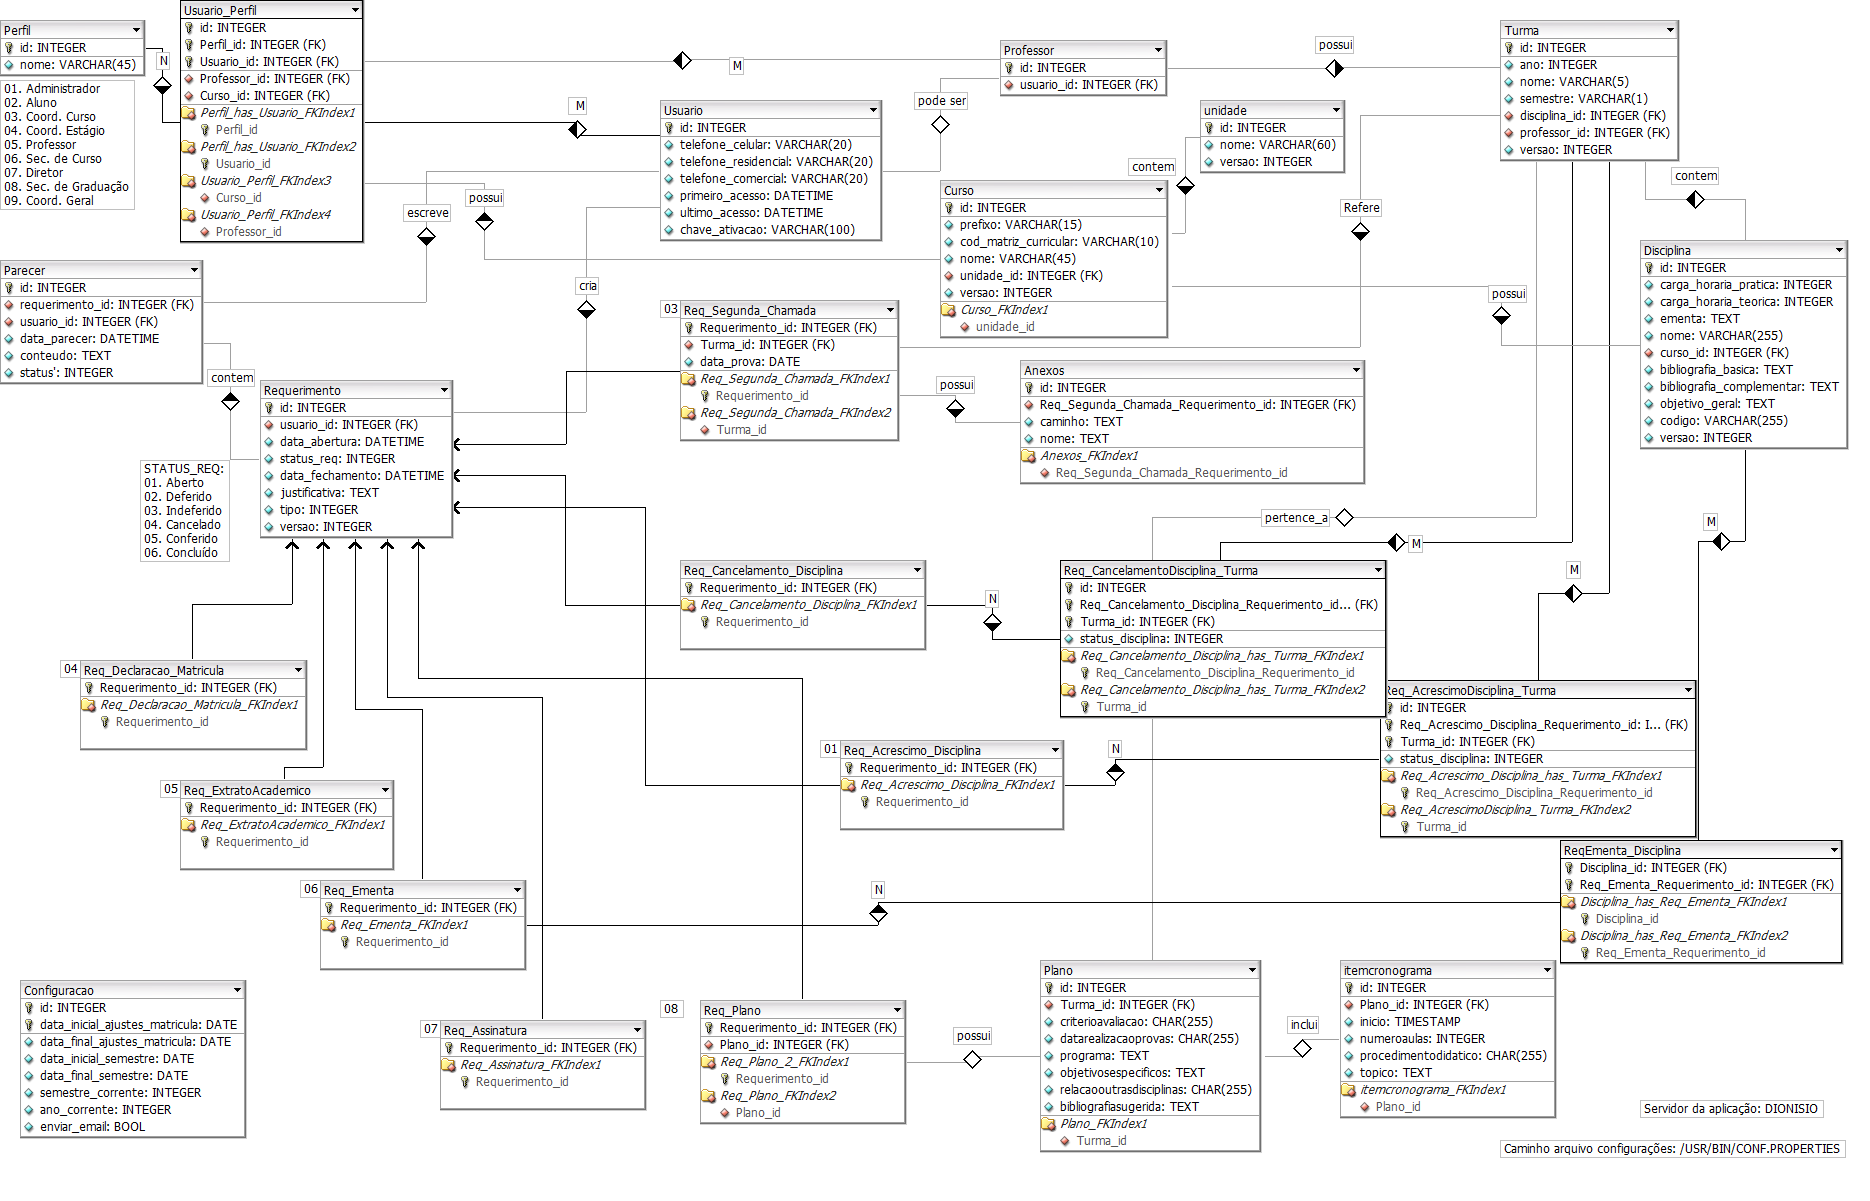 Perfil
id: INTEGER
nome: VARCHAR(45)
01. Administrador
02. Aluno
03. Coord. Curso
04. Coord. Estágio
05. Professor
06. Sec. de Curso
07. Diretor
08. Sec. de Graduação
09. Coord. Geral
N
Usuario_Perfil
id: INTEGER
Perfil_id: INTEGER (FK)
Usuario_id: INTEGER (FK)
Professor_id: INTEGER (FK)
Curso_id: INTEGER (FK)
Perfil_has_Usuario_FKIndex1
Perfil_id
Perfil_has_Usuario_FKIndex2
Usuario_id
Usuario_Perfil_FKIndex3
Curso_id
Usuario_Perfil_FKIndex4
Professor_id
M
M
Usuario
id: INTEGER
telefone_celular: VARCHAR(20)
telefone_residencial: VARCHAR(20)
telefone_comercial: VARCHAR(20)
primeiro_acesso: DATETIME
ultimo_acesso: DATETIME
chave_ativacao: VARCHAR(100)
pode ser
Professor
id: INTEGER
usuario_id: INTEGER (FK)
possui
unidade
id: INTEGER
nome: VARCHAR(60)
versao: INTEGER
contem
Turma
id: INTEGER
ano: INTEGER
nome: VARCHAR(5)
semestre: VARCHAR(1)
disciplina_id: INTEGER (FK)
professor_id: INTEGER (FK)
versao: INTEGER
contem
Curso
id: INTEGER
prefixo: VARCHAR(15)
cod_matriz_curricular: VARCHAR(10)
nome: VARCHAR(45)
unidade_id: INTEGER (FK)
versao: INTEGER
Curso_FKIndex1
unidade_id
Refere
possui
escreve
possui
cria
Disciplina
id: INTEGER
carga_horaria_pratica: INTEGER
carga_horaria_teorica: INTEGER
ementa: TEXT
nome: VARCHAR(255)
curso_id: INTEGER (FK)
bibliografia_basica: TEXT
bibliografia_complementar: TEXT
objetivo_geral: TEXT
codigo: VARCHAR(255)
versao: INTEGER
Parecer
id: INTEGER
requerimento_id: INTEGER (FK)
usuario_id: INTEGER (FK)
data_parecer: DATETIME
conteudo: TEXT
status': INTEGER
contem
Requerimento
id: INTEGER
usuario_id: INTEGER (FK)
data_abertura: DATETIME
status_req: INTEGER
data_fechamento: DATETIME
justificativa: TEXT
tipo: INTEGER
versao: INTEGER
STATUS_REQ:
01. Aberto
02. Deferido
03. Indeferido
04. Cancelado
05. Conferido
06. Concluído
03
Req_Segunda_Chamada
Requerimento_id: INTEGER (FK)
Turma_id: INTEGER (FK)
data_prova: DATE
Req_Segunda_Chamada_FKIndex1
Requerimento_id
Req_Segunda_Chamada_FKIndex2
Turma_id
possui
Anexos
id: INTEGER
Req_Segunda_Chamada_Requerimento_id: INTEGER (FK)
caminho: TEXT
nome: TEXT
Anexos_FKIndex1
Req_Segunda_Chamada_Requerimento_id
pertence_a
M
M
M
Req_Cancelamento_Disciplina
Requerimento_id: INTEGER (FK)
Req_Cancelamento_Disciplina_FKIndex1
Requerimento_id
N
Req_CancelamentoDisciplina_Turma
id: INTEGER
Req_Cancelamento_Disciplina_Requerimento_id... (FK)
Turma_id: INTEGER (FK)
status_disciplina: INTEGER
Req_Cancelamento_Disciplina_has_Turma_FKIndex1
Req_Cancelamento_Disciplina_Requerimento_id
Req_Cancelamento_Disciplina_has_Turma_FKIndex2
Turma_id
04
Req_Declaracao_Matricula
Requerimento_id: INTEGER (FK)
Req_Declaracao_Matricula_FKIndex1
Requerimento_id
Req_AcrescimoDisciplina_Turma
id: INTEGER
Req_Acrescimo_Disciplina_Requerimento_id: I... (FK)
Turma_id: INTEGER (FK)
status_disciplina: INTEGER
Req_Acrescimo_Disciplina_has_Turma_FKIndex1
Req_Acrescimo_Disciplina_Requerimento_id
Req_AcrescimoDisciplina_Turma_FKIndex2
Turma_id
01
Req_Acrescimo_Disciplina
Requerimento_id: INTEGER (FK)
Req_Acrescimo_Disciplina_FKIndex1
Requerimento_id
N
05
Req_ExtratoAcademico
Requerimento_id: INTEGER (FK)
Req_ExtratoAcademico_FKIndex1
Requerimento_id
06
Req_Ementa
Requerimento_id: INTEGER (FK)
Req_Ementa_FKIndex1
Requerimento_id
N
ReqEmenta_Disciplina
Disciplina_id: INTEGER (FK)
Req_Ementa_Requerimento_id: INTEGER (FK)
Disciplina_has_Req_Ementa_FKIndex1
Disciplina_id
Disciplina_has_Req_Ementa_FKIndex2
Req_Ementa_Requerimento_id
Configuracao
id: INTEGER
data_inicial_ajustes_matricula: DATE
data_final_ajustes_matricula: DATE
data_inicial_semestre: DATE
data_final_semestre: DATE
semestre_corrente: INTEGER
ano_corrente: INTEGER
enviar_email: BOOL
07
Req_Assinatura
Requerimento_id: INTEGER (FK)
Req_Assinatura_FKIndex1
Requerimento_id
08
Req_Plano
Requerimento_id: INTEGER (FK)
Plano_id: INTEGER (FK)
Req_Plano_2_FKIndex1
Requerimento_id
Req_Plano_FKIndex2
Plano_id
possui
Plano
id: INTEGER
Turma_id: INTEGER (FK)
criterioavaliacao: CHAR(255)
datarealizacaoprovas: CHAR(255)
programa: TEXT
objetivosespecificos: TEXT
relacaooutrasdisciplinas: CHAR(255)
bibliografiasugerida: TEXT
Plano_FKIndex1
Turma_id
inclui
itemcronograma
id: INTEGER
Plano_id: INTEGER (FK)
inicio: TIMESTAMP
numeroaulas: INTEGER
procedimentodidatico: CHAR(255)
topico: TEXT
itemcronograma_FKIndex1
Plano_id
Servidor da aplicação: DIONISIO
Caminho arquivo configurações: /USR/BIN/CONF.PROPERTIES